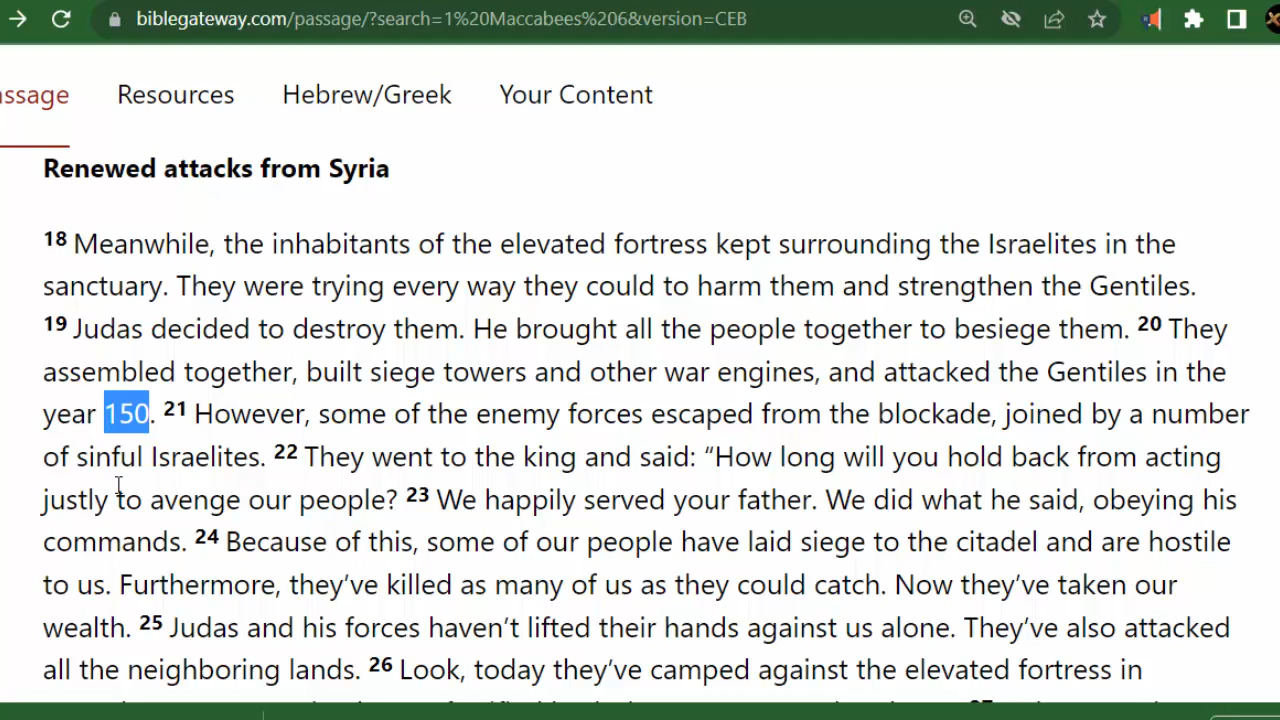 biblegateway.com/passage/?search=1%20Maccabees%206&version=CEB
assage Resources Hebrew/Greek Your Content
Renewed attacks from Syria
18 Meanwhile, the inhabitants of the elevated fortress kept surrounding the Israelites in the
sanctuary. They were trying every way they could to harm them and strengthen the Gentiles.
19 Judas decided to destroy them. He brought all the people together to besiege them. 20 They
assembled together, built siege towers and other war engines, and attacked the Gentiles in the
year 150. 21 However, some of the enemy forces escaped from the blockade, joined by a number
of sinful Israelites. 22 They went to the king and said: “How long will you hold back from acting
justly to avenge our people? 23 We happily served your father. We did what he said, obeying his
commands. 24 Because of this, some of our people have laid siege to the citadel and are hostile
to us. Furthermore, they’ve killed as many of us as they could catch. Now they’ve taken our
wealth. 25 Judas and his forces haven’t lifted their hands against us alone. They’ve also attacked
all the neighboring lands. 26 Look, today they’ve camped against the elevated fortress in